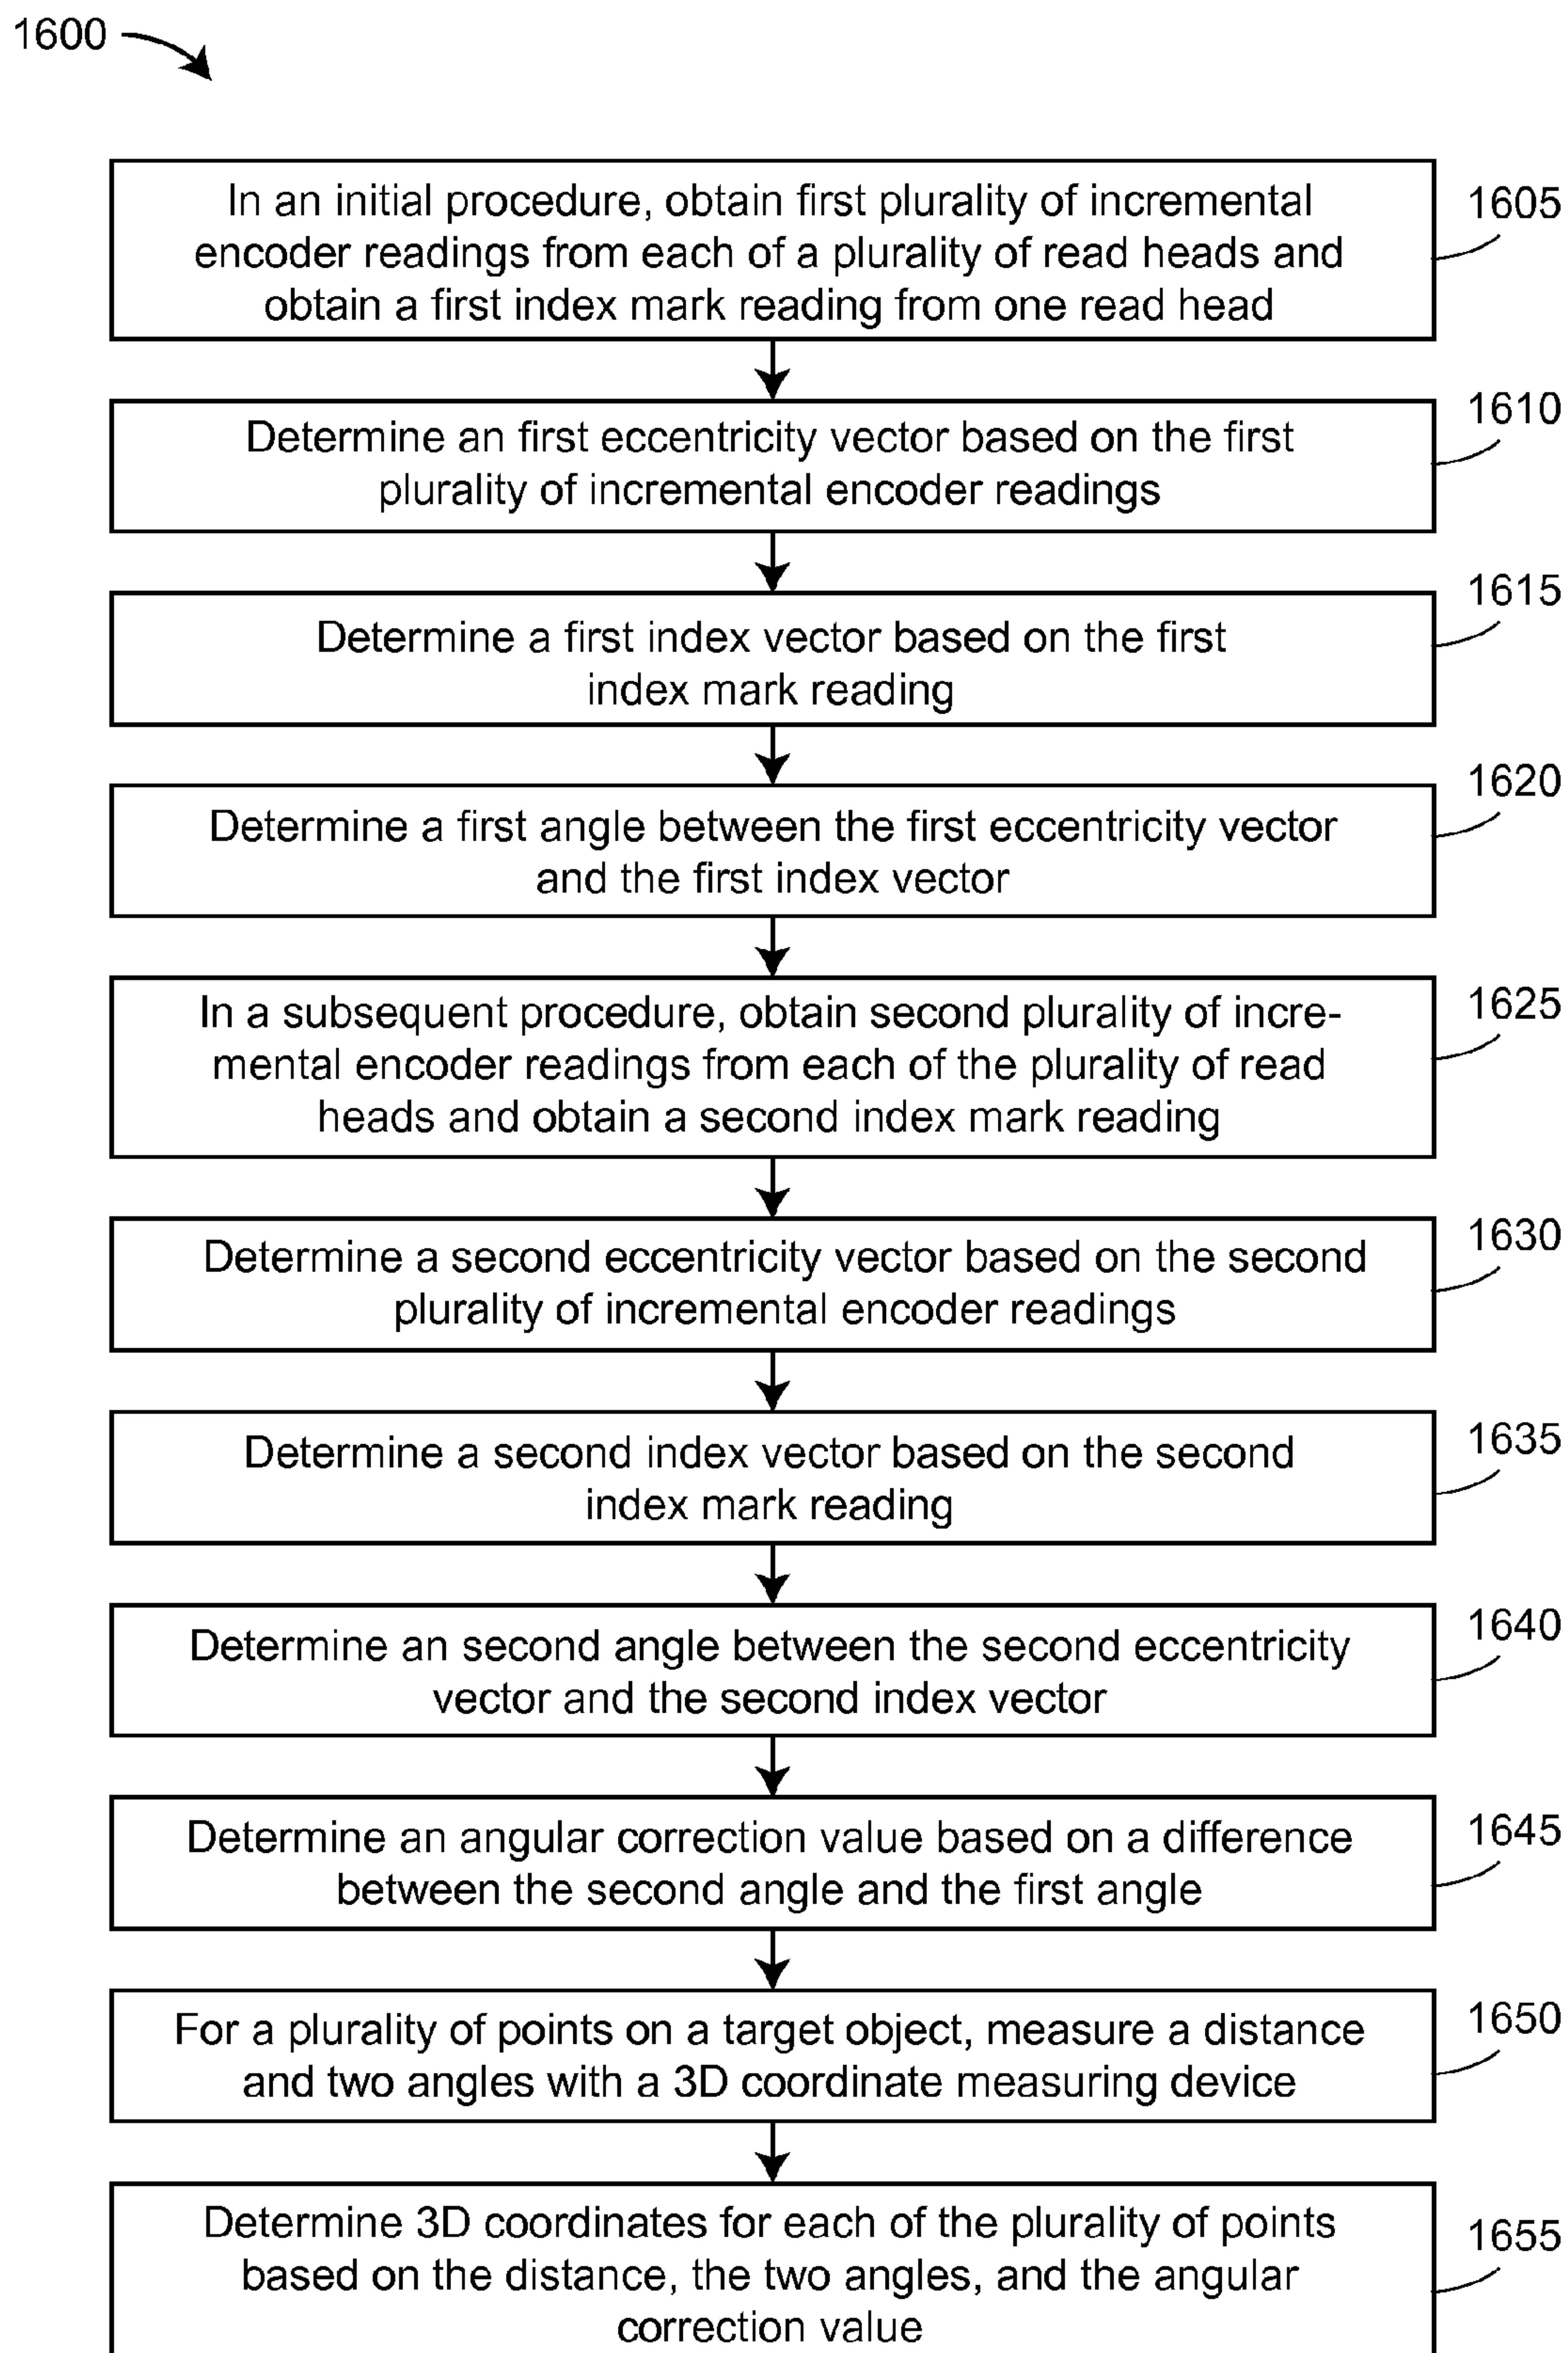 1600
In an initial procedure, obtain first plurality of incremental
encoder readings from each of a plurality of read heads and
obtain a first index mark reading from one read head
1605
Determine an first eccentricity vector based on the first
plurality of incremental encoder readings
1610
Determine a first index vector based on the first
index mark reading
1615
Determine a first angle between the first eccentricity vector
and the first index vector
1620
In a subsequent procedure, obtain second plurality of incre-
mental encoder readings from each of the plurality of read
heads and obtain a second index mark reading
1625
Determine a second eccentricity vector based on the second
plurality of incremental encoder readings
1630
Determine a second index vector based on the second
index mark reading
1635
Determine an second angle between the second eccentricity
vector and the second index vector
1640
Determine an angular correction value based on a difference
between the second angle and the first angle
1645
For a plurality of points on a target object, measure a distance
and two angles with a 3D coordinate measuring device
1650
Determine 3D coordinates for each of the plurality of points
based on the distance, the two angles, and the angular
correction value
1655